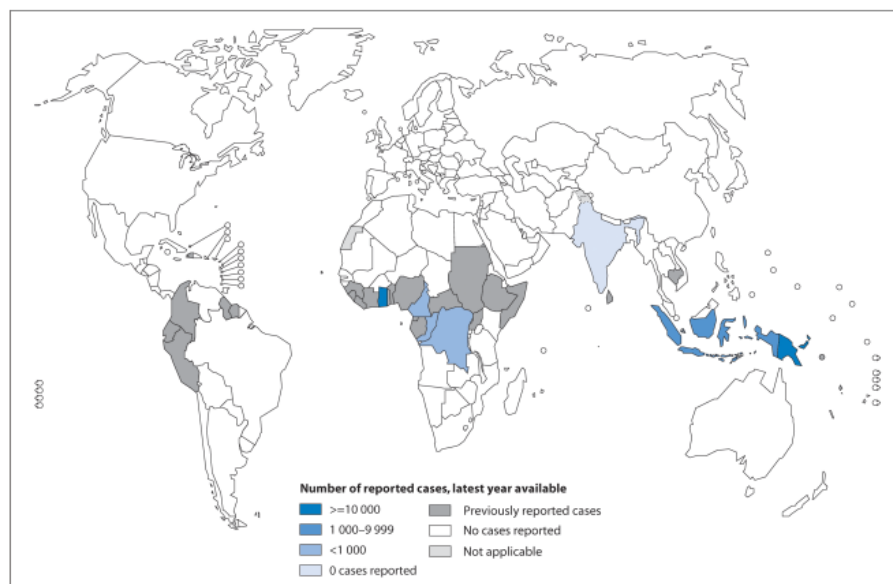 Number of reported cases, latest year available
>=10 000
Previously reported cases
1 000–9 999
No cases reported
<1 000
Not applicable
0 cases reported